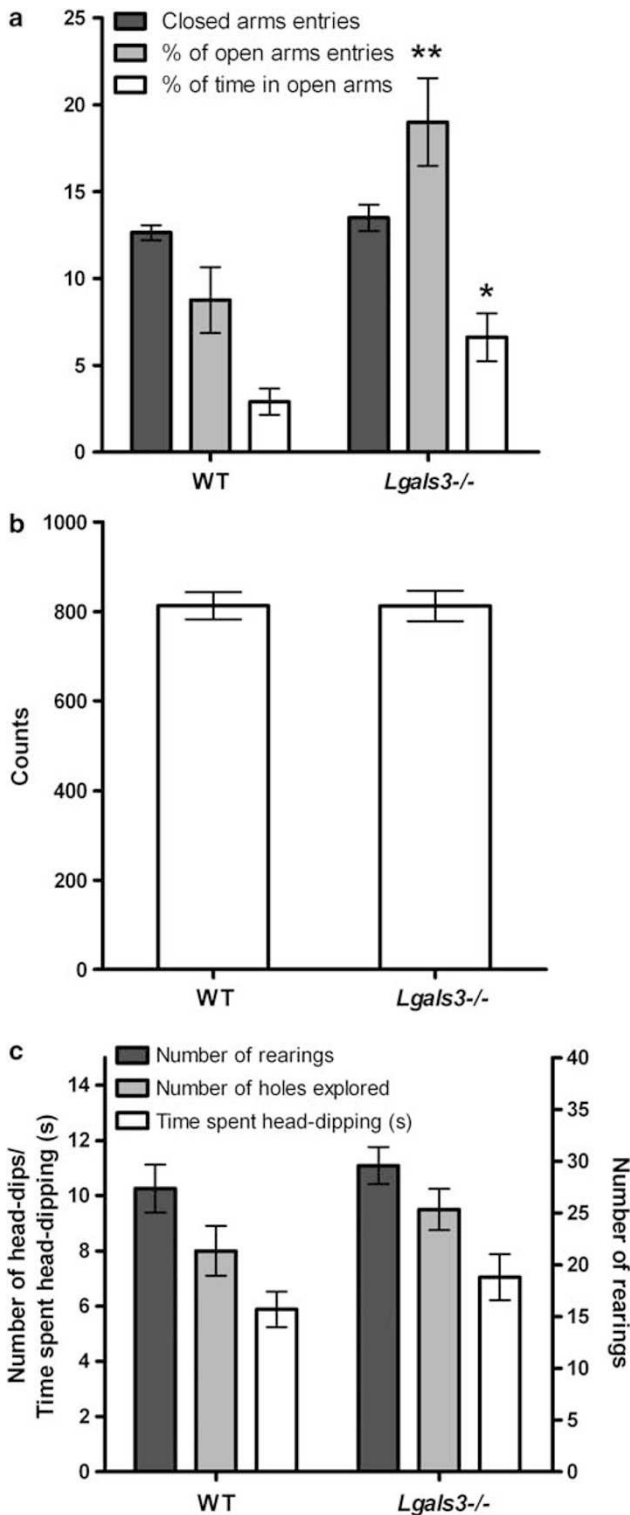 a
Closed arms entries
% of open arms entries
% of time in open arms
**
*
25
20
15
10
5
0
WT
Lgals3-/-
b
1000
800
600
400
200
0
Counts
WT
Lgals3-/-
c
Number of rearings
Number of holes explored
Time spent head-dipping (s)
Number of head-dips/
Time spent head-dipping (s)
14
12
10
8
6
4
2
0
40
35
30
25
20
15
10
5
0
Number of rearings
WT
Lgals3-/-